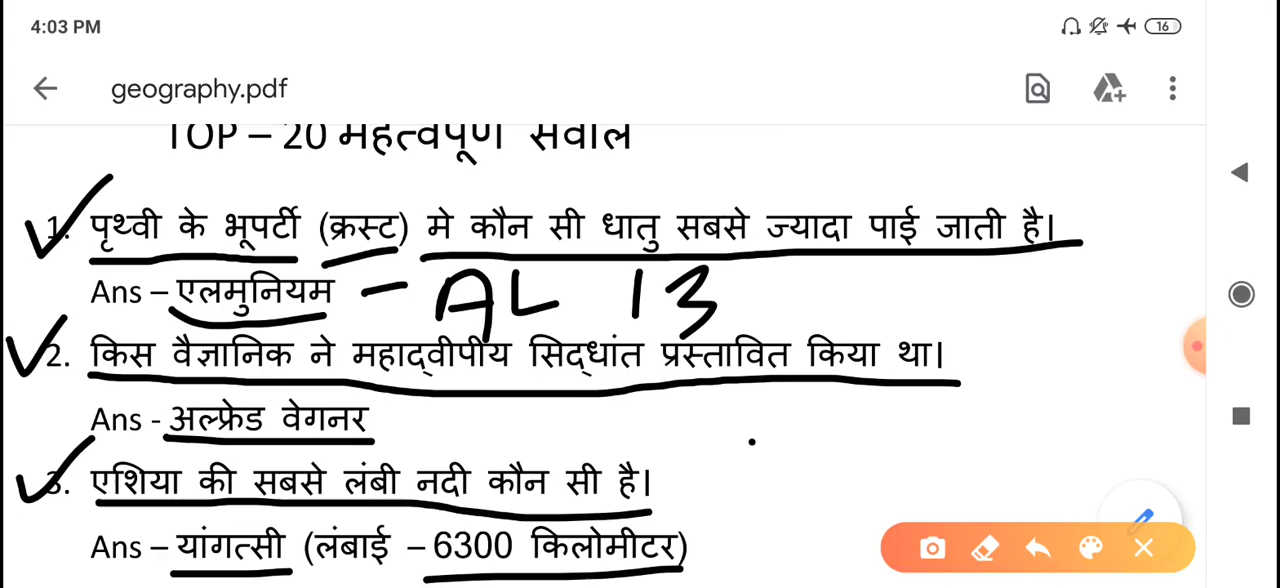 4:03 PM
16
geography.pdf
TOP – 20 महत्वपूर्ण सवाल
1. पृथ्वी के भूपर्टी (क्रस्ट) मे कौन सी धातु सबसे ज्यादा पाई जाती है।
Ans – एलमुनियम – AL 13
2. किस वैज्ञानिक ने महाद्वीपीय सिद्धांत प्रस्तावित किया था।
Ans - अल्फ्रेड वेगनर
3. एशिया की सबसे लंबी नदी कौन सी है।
Ans – यांगत्सी (लंबाई – 6300 किलोमीटर)